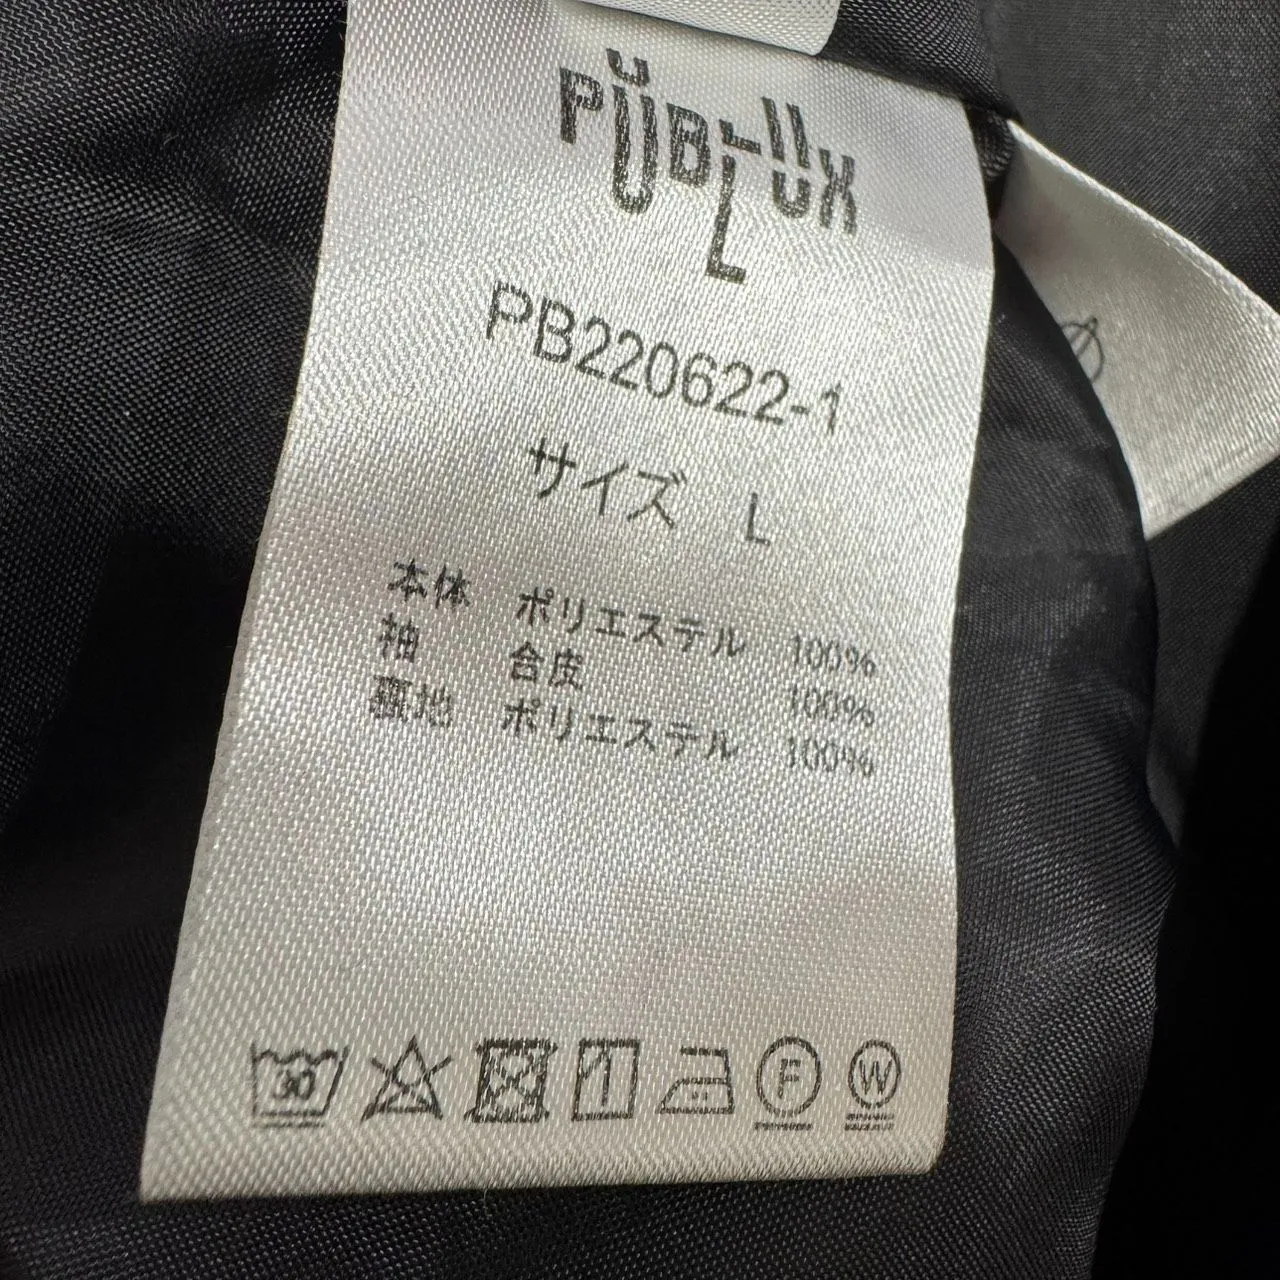 PUBLUX
PB220622-1
サイズ L
本体 ポリエステル 100%
袖 合皮 100%
裏地 ポリエステル 100%
30
F
W